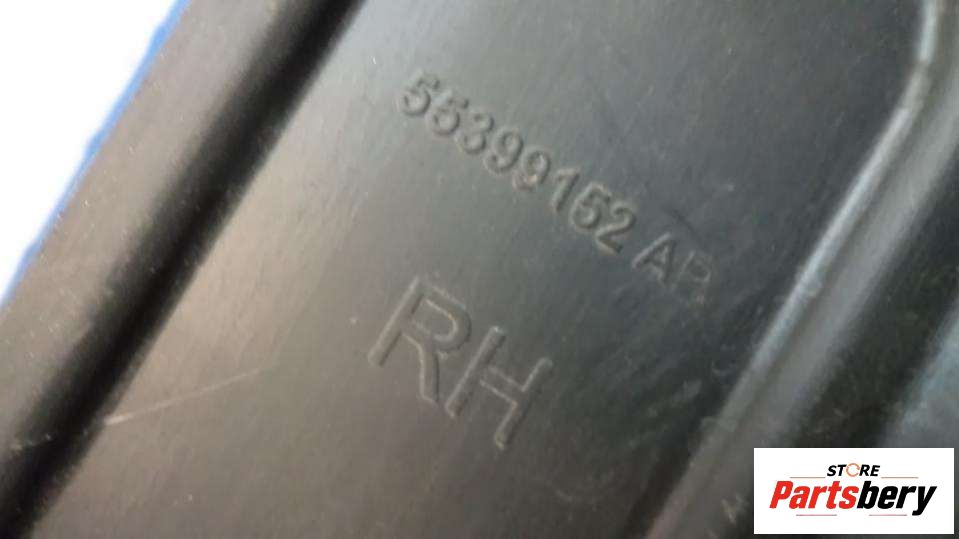 55399152 AB
RH
STORE
Partsbery